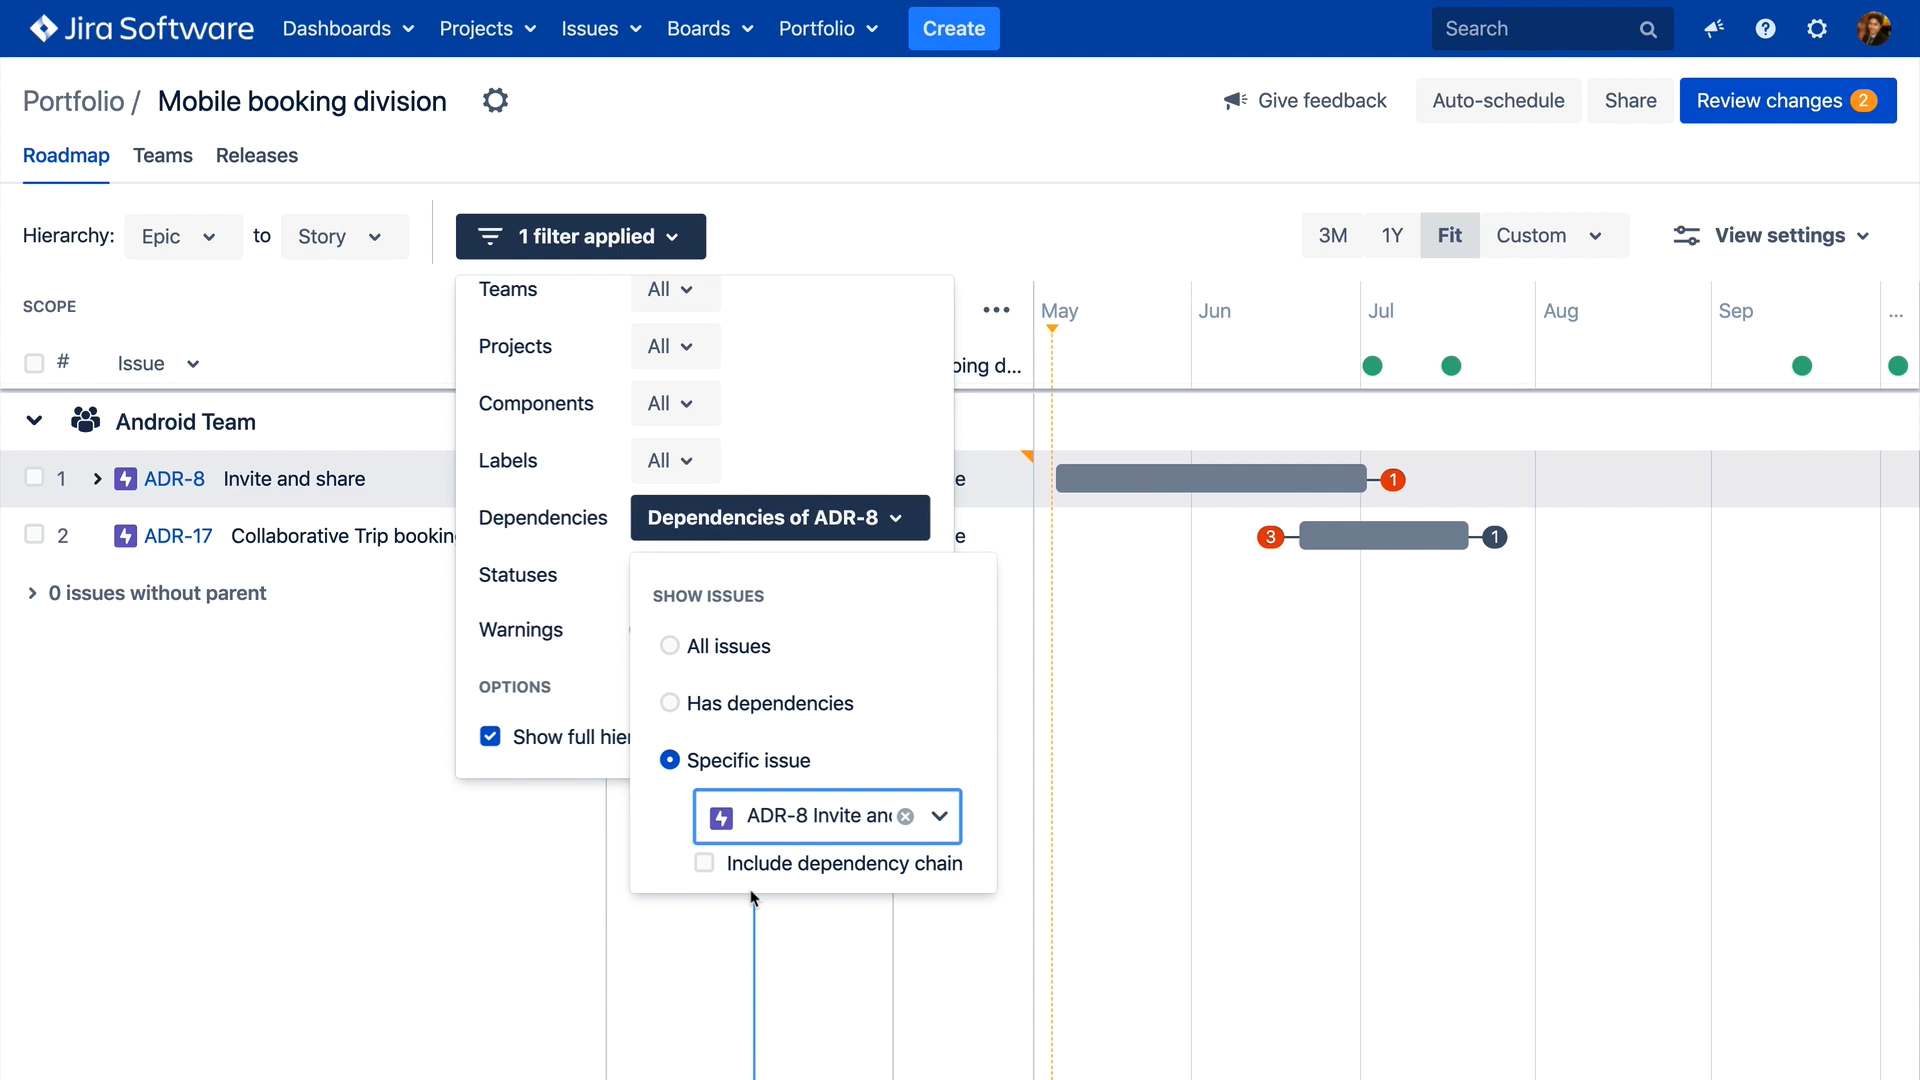 Jira Software Dashboards Projects Issues Boards Portfolio Create Search
Portfolio / Mobile booking division Give feedback Auto-schedule Share Review changes 2
Roadmap Teams Releases
Hierarchy: Epic to Story 1 filter applied 3M 1Y Fit Custom View settings
SCOPE
Teams All
... May Jun Jul Aug Sep ...
# Issue
Projects All
oing d...
Components All
Android Team
Labels All
1 ADR-8 Invite and share e 1
Dependencies Dependencies of ADR-8
2 ADR-17 Collaborative Trip bookin e 3 1
Statuses
0 issues without parent
SHOW ISSUES
Warnings
All issues
OPTIONS
Has dependencies
Show full hier
Specific issue
ADR-8 Invite an
Include dependency chain